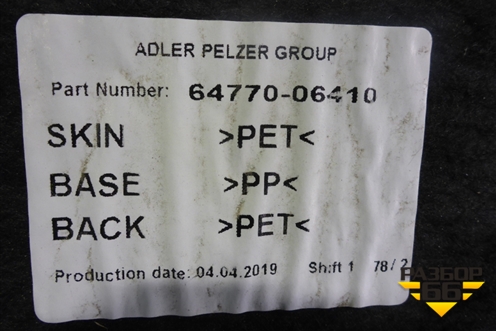 ADLER PELZER GROUP
Part Number: 64770-06410
SKIN >PET<
BASE >PP<
BACK >PET<
Production date: 04.04.2019 Shift 1 78/2
РАЗБОР
66